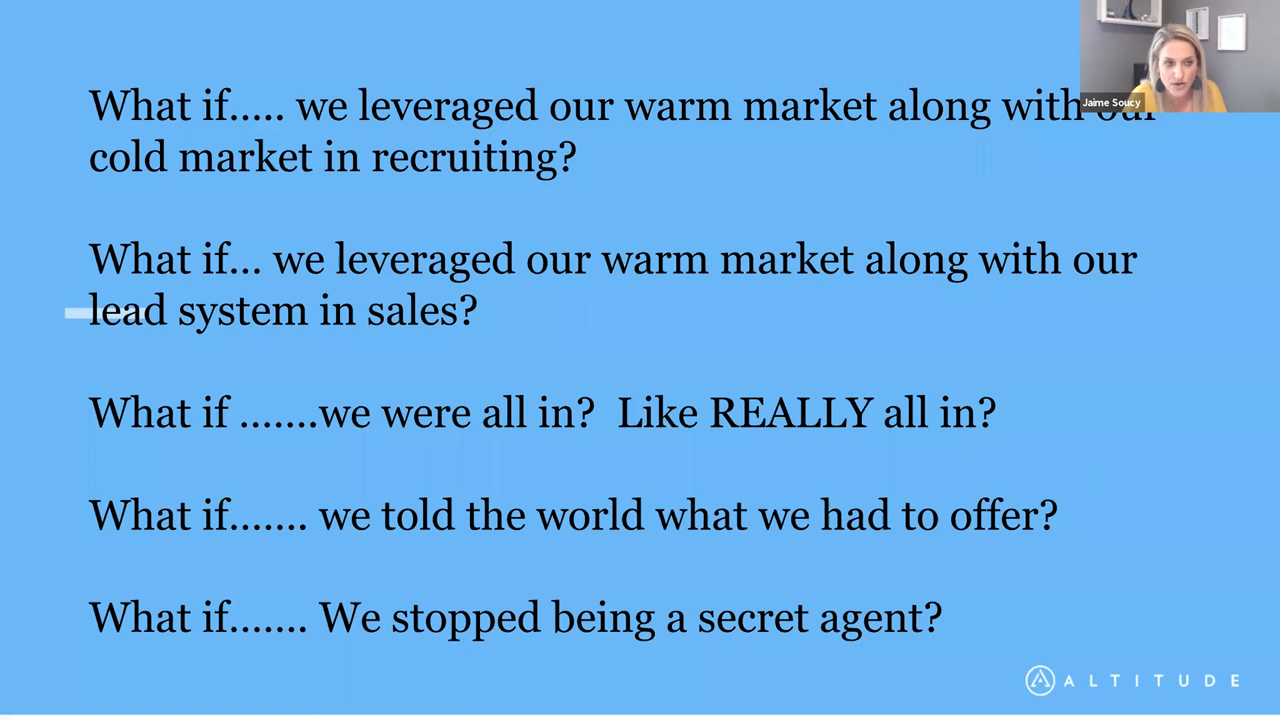 What if..... we leveraged our warm market along with our
cold market in recruiting?
What if... we leveraged our warm market along with our
lead system in sales?
What if .......we were all in?  Like REALLY all in?
What if....... we told the world what we had to offer?
What if....... We stopped being a secret agent?
Jaime Soucy
ALTITUDE